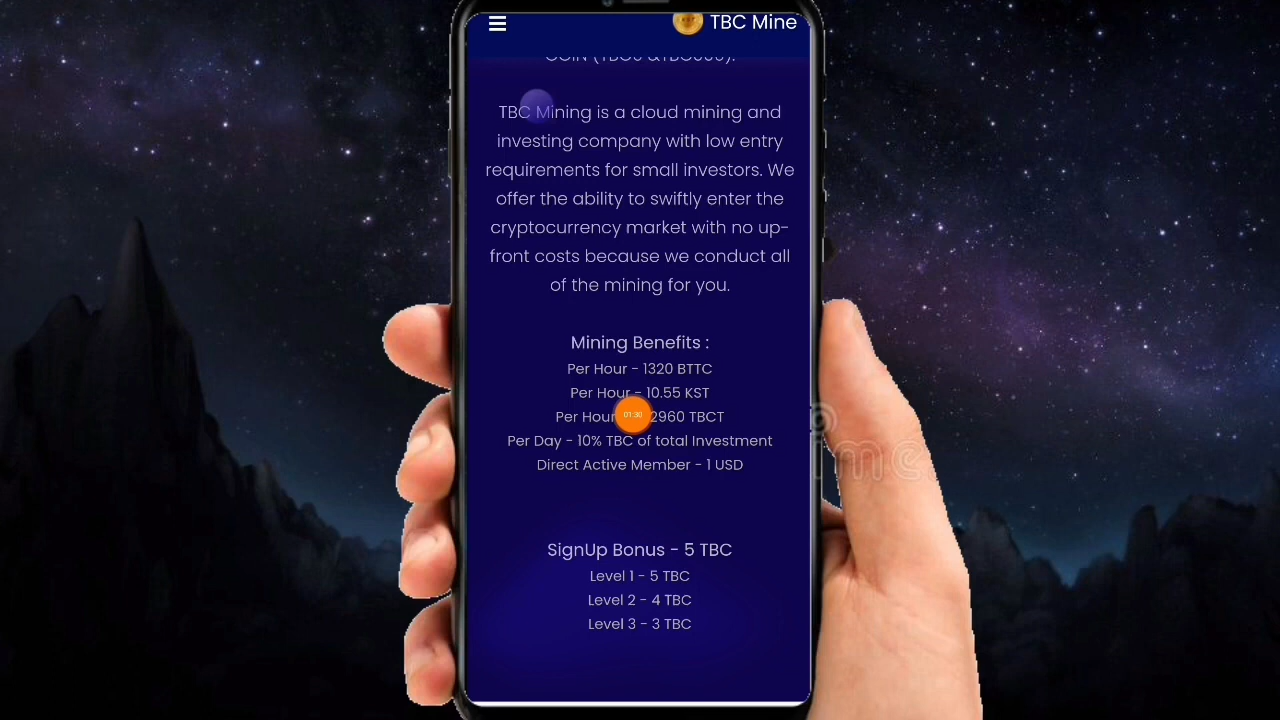 TBC Mine
TBC Mining is a cloud mining and
investing company with low entry
requirements for small investors. We
offer the ability to swiftly enter the
cryptocurrency market with no up-
front costs because we conduct all
of the mining for you.
Mining Benefits :
Per Hour - 1320 BTTC
Per Hour - 10.55 KST
Per Hour 2960 TBCT
01:30
Per Day - 10% TBC of total Investment
Direct Active Member - 1 USD
SignUp Bonus - 5 TBC
Level 1 - 5 TBC
Level 2 - 4 TBC
Level 3 - 3 TBC